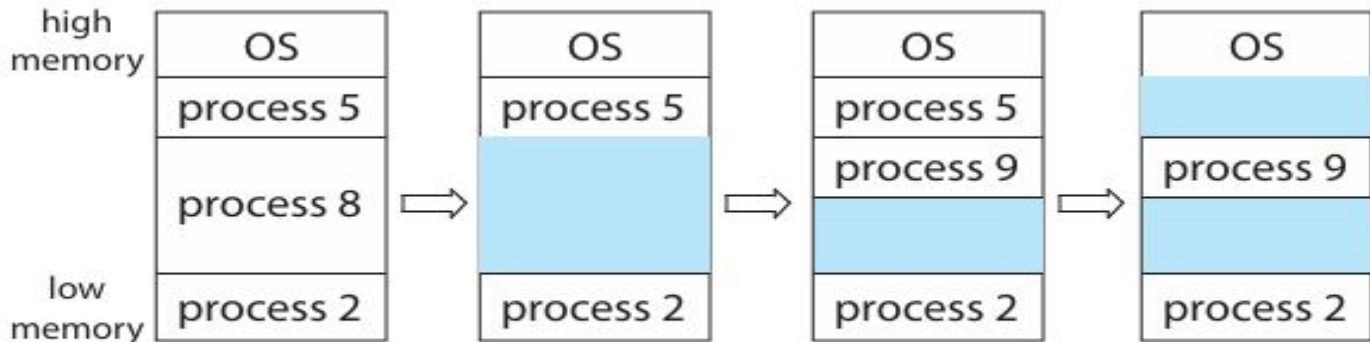 high
memory
OS
process 5
process 8
process 2
low
memory
OS
process 5
process 2
OS
process 5
process 9
process 2
OS
process 9
process 2